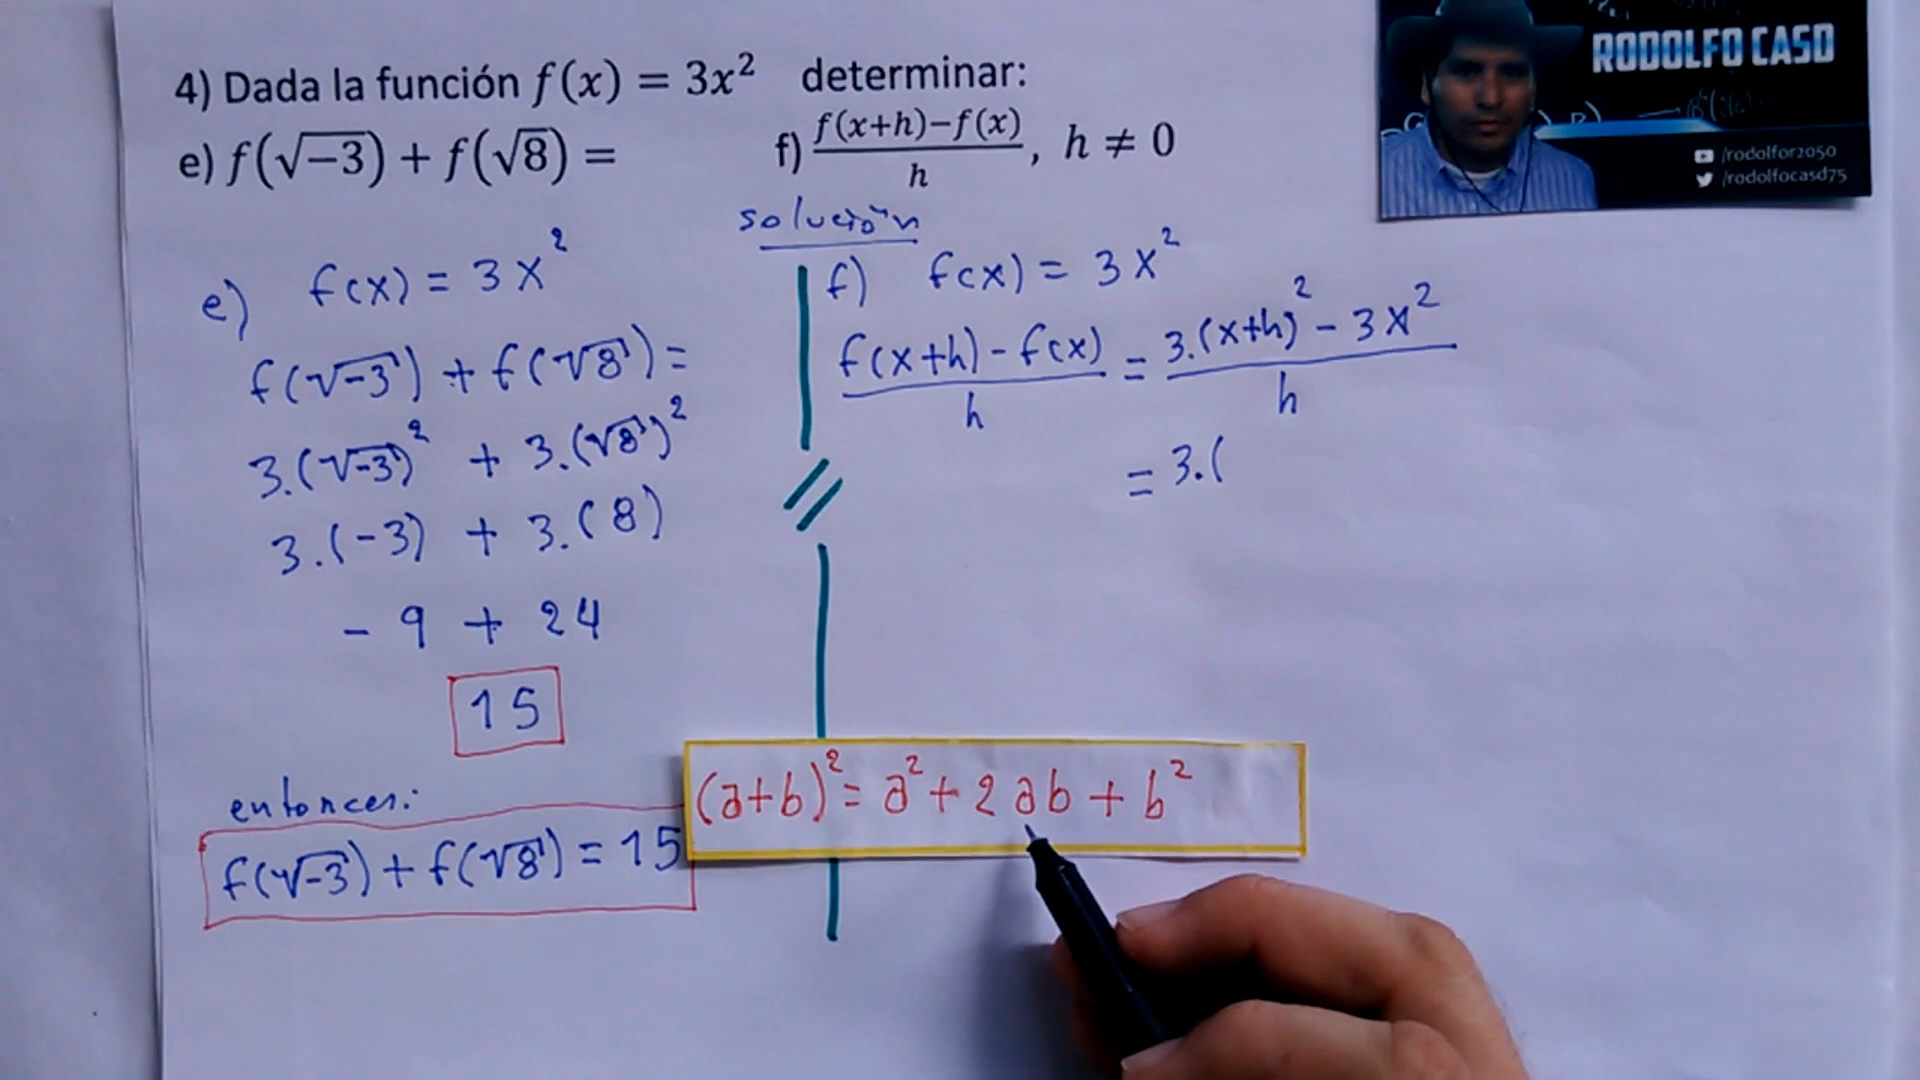 4) Dada la función f(x) = 3x² determinar:
e) f(√-3) + f(√8) =
f) f(x+h)−f(x) / h , h ≠ 0
RODOLFO CASD
/rodolfor2050
/rodolfocasd75
solución
e) f(x) = 3x²
f(√-3) + f(√8) =
3.(√-3)² + 3.(√8)²
3.(-3) + 3.(8)
- 9 + 24
15
entonces:
f(√-3) + f(√8) = 15
f) f(x) = 3x²
f(x+h) - f(x) / h = 3.(x+h)² - 3x² / h
= 3.(
(a+b)² = a² + 2ab + b²